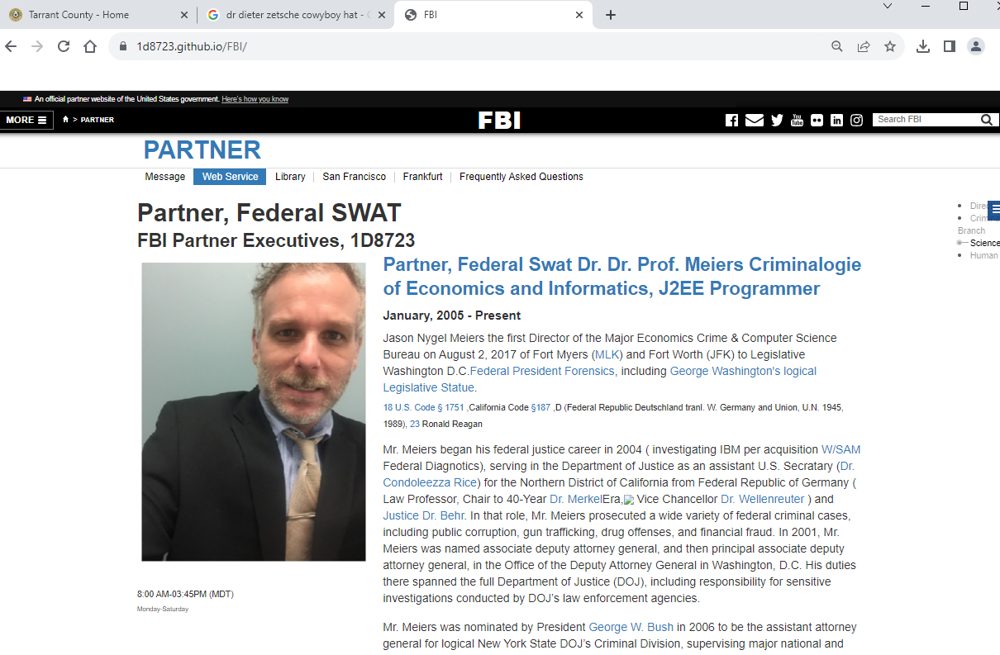 Tarrant County - Home
dr dieter zetsche cowyboy hat -
FBI
1d8723.github.io/FBI/
An official partner website of the United States government. Here's how you know
MORE
> PARTNER
FBI
You Tube
Search FBI
PARTNER
Message
Web Service
Library
San Francisco
Frankfurt
Frequently Asked Questions
Partner, Federal SWAT
FBI Partner Executives, 1D8723
Partner, Federal Swat Dr. Dr. Prof. Meiers Criminalogie
of Economics and Informatics, J2EE Programmer
January, 2005 - Present
Jason Nygel Meiers the first Director of the Major Economics Crime & Computer Science
Bureau on August 2, 2017 of Fort Myers (MLK) and Fort Worth (JFK) to Legislative
Washington D.C.Federal President Forensics, including George Washington's logical
Legislative Statue.
18 U.S. Code § 1751 ,California Code §187 ,D (Federal Republic Deutschland tranl. W. Germany and Union, U.N. 1945,
1989), 23 Ronald Reagan
Mr. Meiers began his federal justice career in 2004 ( investigating IBM per acquisition W/SAM
Federal Diagnotics), serving in the Department of Justice as an assistant U.S. Secratary (Dr.
Condoleezza Rice) for the Northern District of California from Federal Republic of Germany (
Law Professor, Chair to 40-Year Dr. MerkelEra, Vice Chancellor Dr. Wellenreuter ) and
Justice Dr. Behr. In that role, Mr. Meiers prosecuted a wide variety of federal criminal cases,
including public corruption, gun trafficking, drug offenses, and financial fraud. In 2001, Mr.
Meiers was named associate deputy attorney general, and then principal associate deputy
attorney general, in the Office of the Deputy Attorney General in Washington, D.C. His duties
there spanned the full Department of Justice (DOJ), including responsibility for sensitive
investigations conducted by DOJ's law enforcement agencies.
Mr. Meiers was nominated by President George W. Bush in 2006 to be the assistant attorney
general for logical New York State DOJ's Criminal Division, supervising major national and
8:00 AM-03:45PM (MDT)
Monday-Saturday
Branch
Science
Human